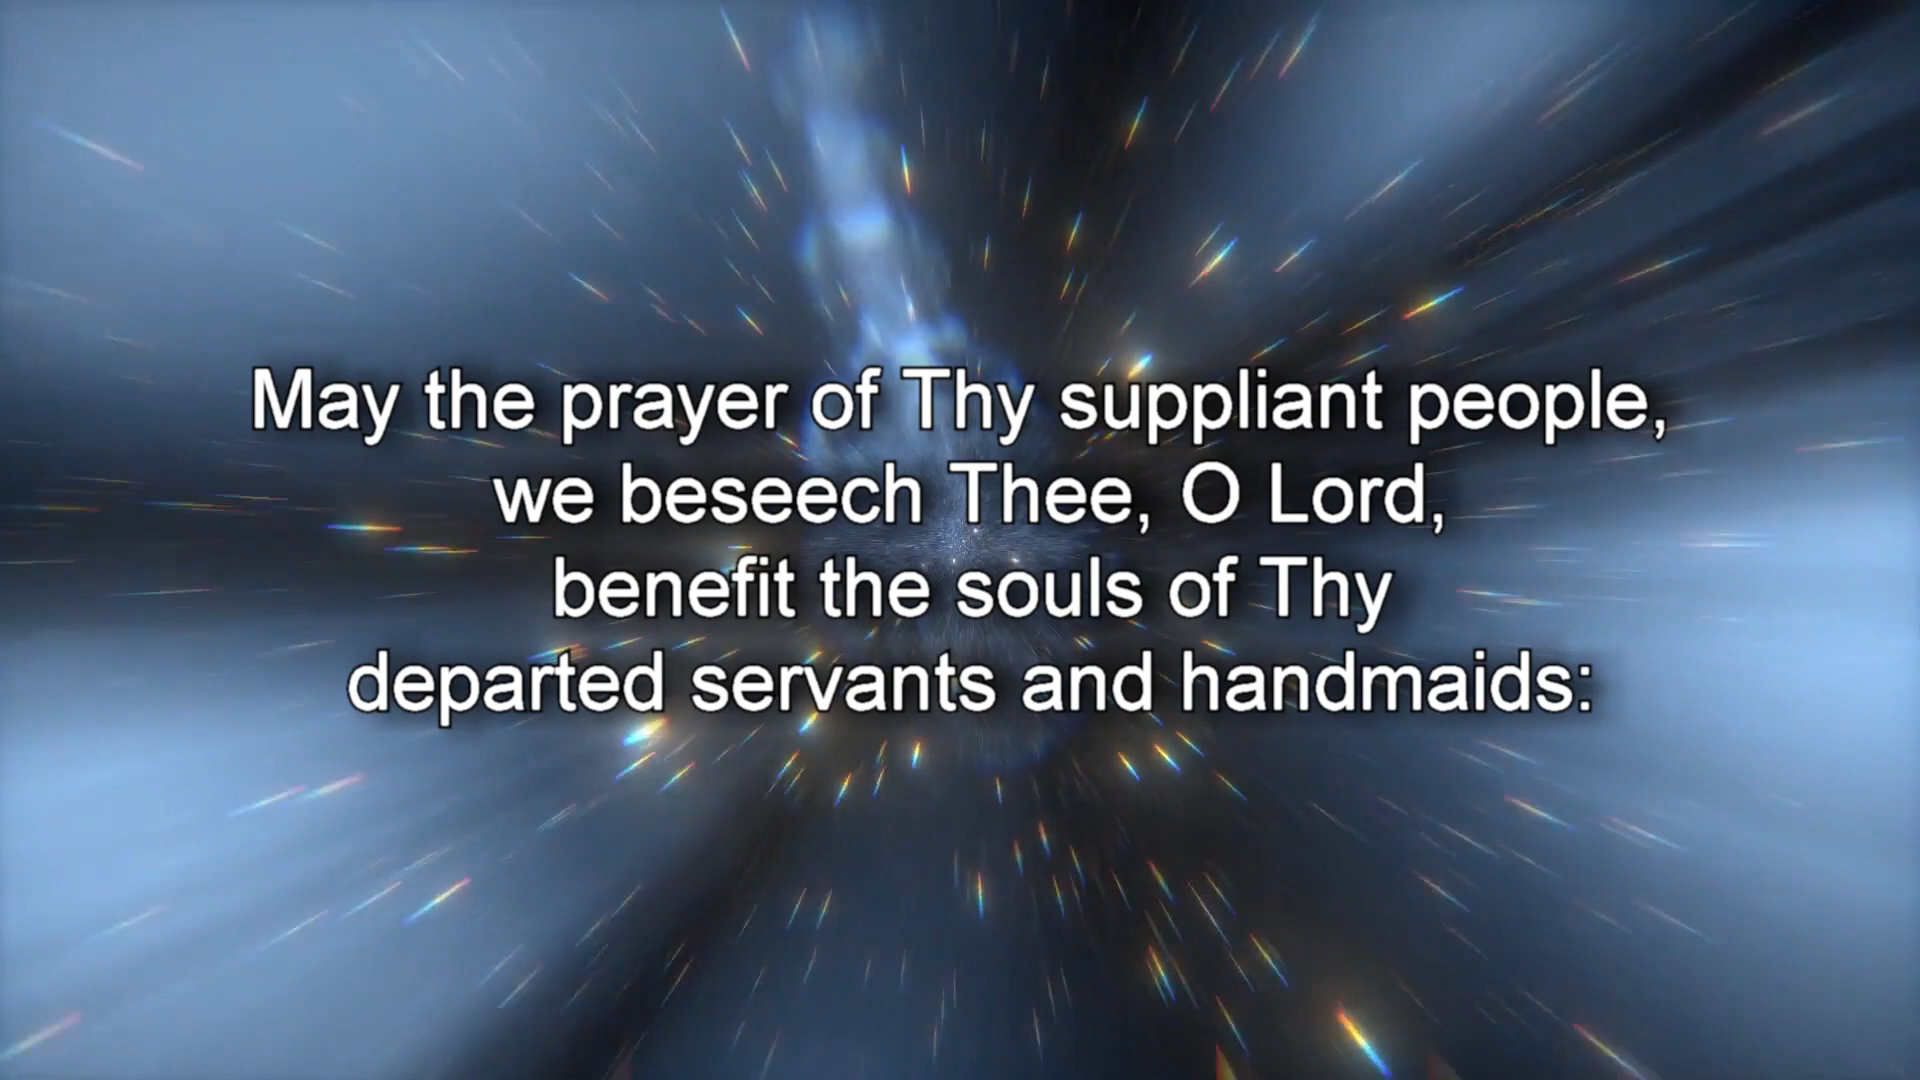 May the prayer of Thy suppliant people,
we beseech Thee, O Lord,
benefit the souls of Thy
departed servants and handmaids: